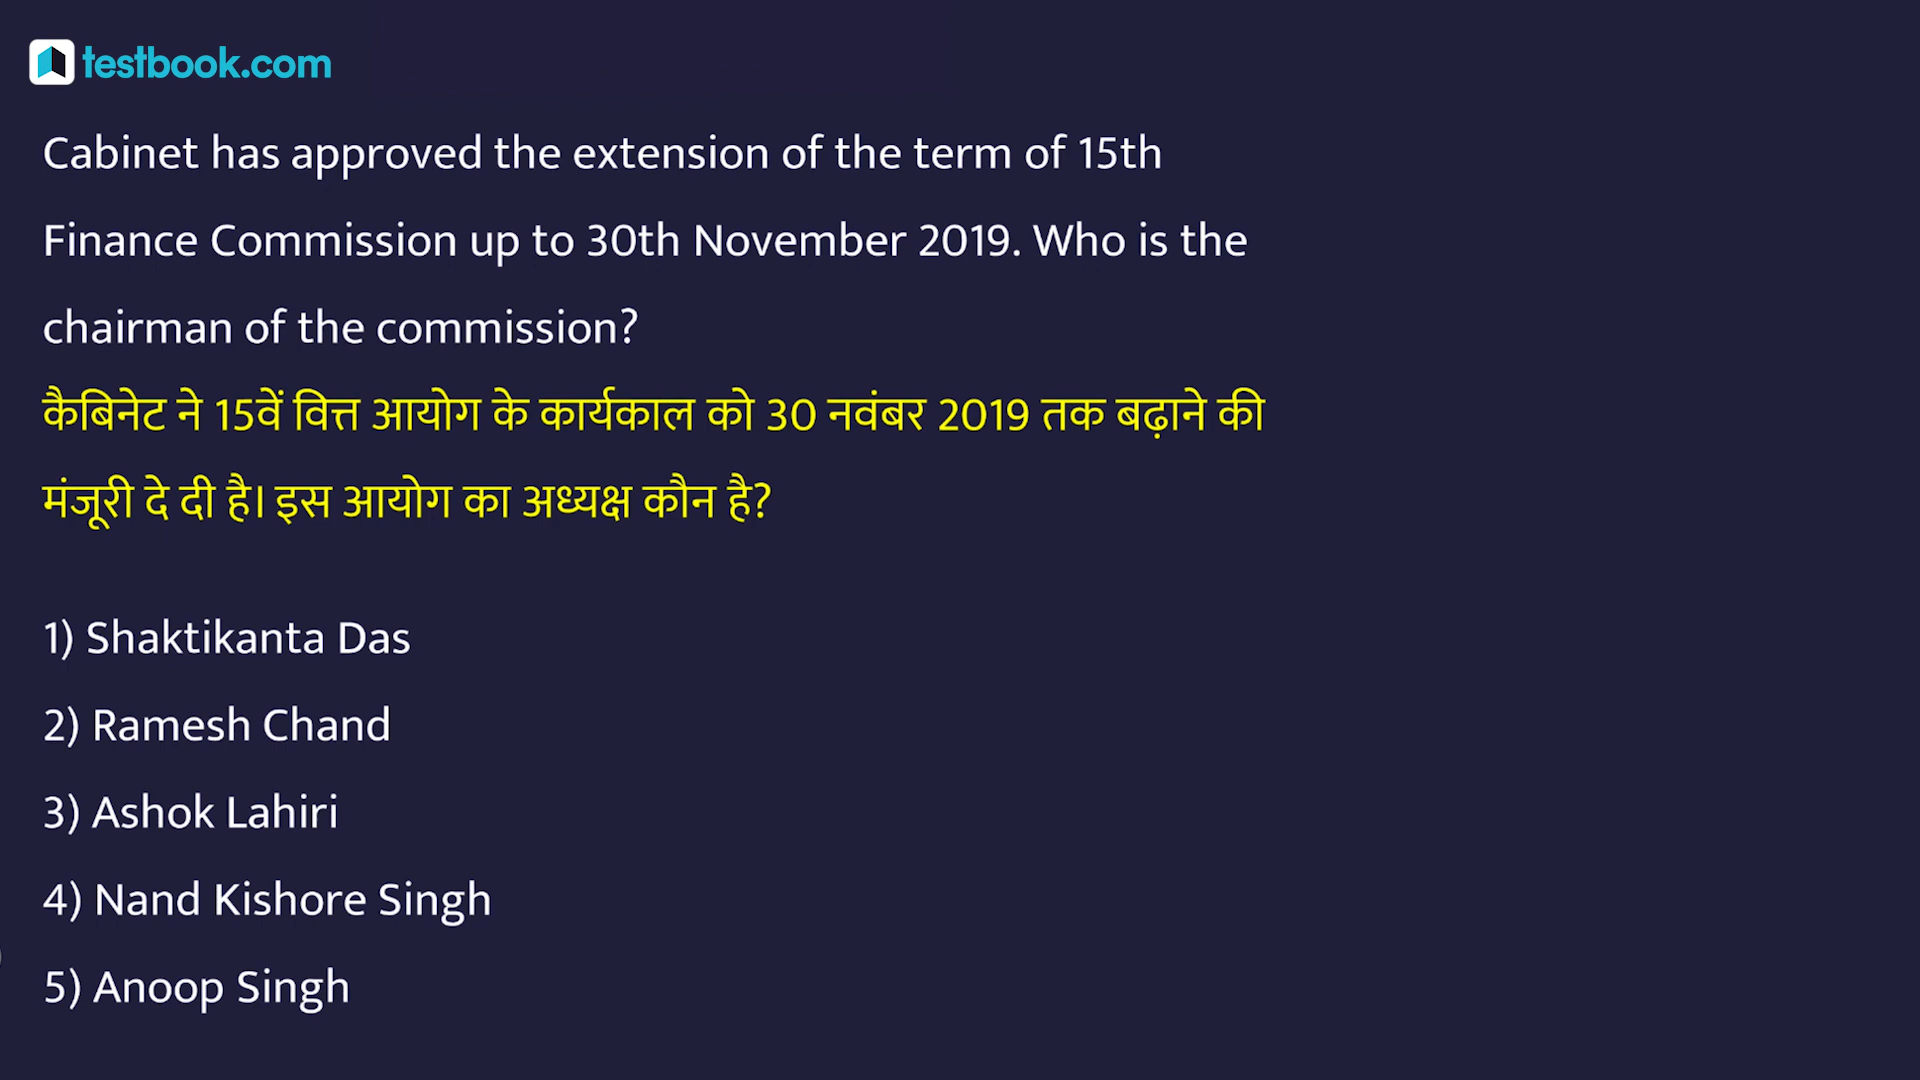 testbook.com
Cabinet has approved the extension of the term of 15th
Finance Commission up to 30th November 2019. Who is the
chairman of the commission?
कैबिनेट ने 15वें वित्त आयोग के कार्यकाल को 30 नवंबर 2019 तक बढ़ाने की
मंजूरी दे दी है। इस आयोग का अध्यक्ष कौन है?
1) Shaktikanta Das
2) Ramesh Chand
3) Ashok Lahiri
4) Nand Kishore Singh
5) Anoop Singh